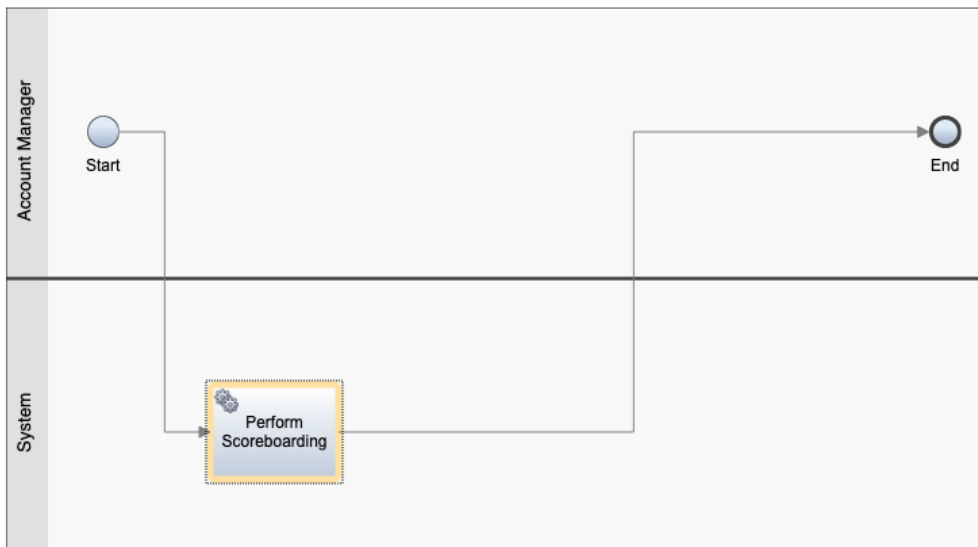 Account Manager
Start
End
System
Perform
Scoreboarding